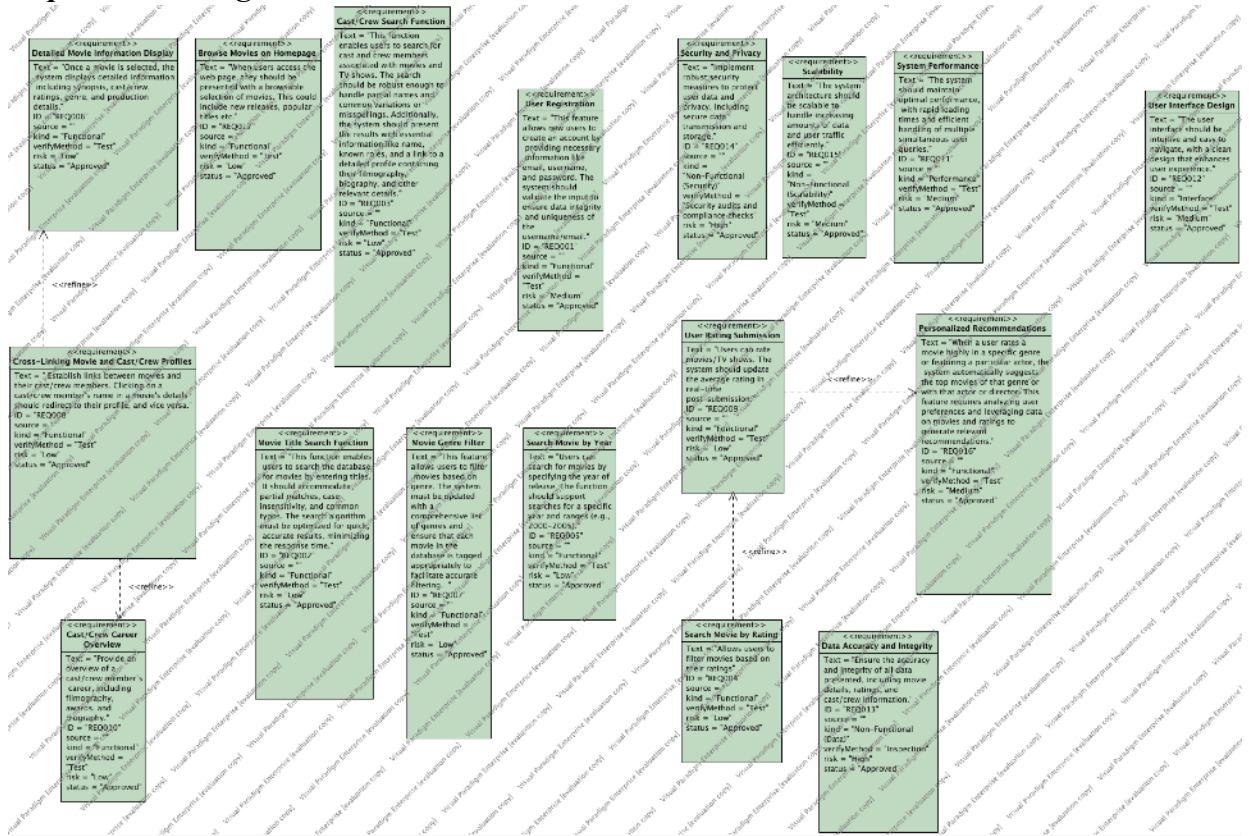 <<requirement>>
Detailed Movie Information Display
Text = "Once a movie is selected, the
system displays detailed information
including synopsis, cast/crew,
ratings, genre, and production
details."
ID = "REQ006"
source = ""
kind = "Functional"
verifyMethod = "Test"
risk = "Low"
status = "Approved"
<<requirement>>
Browse Movies on Homepage
Text = "When users access the
web page, they should be
presented with a browsable
selection of movies. This could
include new releases, popular
titles etc."
source = ""
kind = "Functional"
verifyMethod = "Test"
risk = "Low"
status = "Approved"
<<requirement>>
Cast/Crew Search Function
Text = "This function
enables users to search for
cast and crew members
associated with movies and
TV shows. The search
should be robust enough to
handle partial names and
common variations or
misspellings. Additionally,
the system should present
the results with essential
information like name,
known roles, and a link to a
detailed profile containing
their filmography,
biography, and other
relevant details."
ID = "REQ003"
source = ""
kind = "Functional"
verifyMethod = "Test"
risk = "Low"
status = "Approved"
<<requirement>>
User Registration
Text = "This feature
allows new users to
create an account by
providing necessary
information like
email, username,
and password. The
system should
validate the input to
ensure data integrity
and uniqueness of
the
username/email."
ID = "REQ001"
source = ""
kind = "Functional"
verifyMethod =
"Test"
risk = "Medium"
status = "Approved"
<<requirement>>
Security and Privacy
Text = "Implement
robust security
measures to protect
user data and
privacy, including
secure data
transmission and
storage."
ID = "REQ014"
source = ""
kind =
"Non-Functional
(Security)"
verifyMethod =
"Security audits and
compliance checks"
risk = "High"
status = "Approved"
<<requirement>>
Scalability
Text = "The system
architecture should
be scalable to
handle increasing
amounts of data
and user traffic
efficiently."
ID = "REQ015"
source = ""
kind =
"Non-Functional
(Scalability)"
verifyMethod =
"Test"
risk = "Medium"
status = "Approved"
<<requirement>>
System Performance
Text = "The system
should maintain
optimal performance,
with rapid loading
times and efficient
handling of multiple
simultaneous user
queries."
ID = "REQ011"
source = ""
kind = "Performance"
verifyMethod = "Test"
risk = "Medium"
status = "Approved"
<<requirement>>
User Interface Design
Text = "The user
interface should be
intuitive and easy to
navigate, with a clean
design that enhances
user experience."
ID = "REQ012"
source = ""
kind = "Interface"
verifyMethod = "Test"
risk = "Medium"
status = "Approved"
<<refine>>
<<requirement>>
Cross-Linking Movie and Cast/Crew Profiles
Text = "Establish links between movies and
their cast/crew members. Clicking on a
cast/crew member's name in a movie's details
should redirect to their profile, and vice versa.
ID = "REQ008"
source = ""
kind = "Functional"
verifyMethod = "Test"
risk = "Low"
status = "Approved"
<<refine>>
<<requirement>>
Cast/Crew Career
Overview
Text = "Provide an
overview of a
cast/crew member's
career, including
filmography,
awards, and
biography."
ID = "REQ010"
source = ""
kind = "Functional"
verifyMethod =
"Test"
risk = "Low"
status = "Approved"
<<requirement>>
Movie Title Search Function
Text = "This function enables
users to search the database
for movies by entering titles.
It should accommodate
partial matches, case
insensitivity, and common
typos. The search algorithm
must be optimized for quick,
accurate results, minimizing
the response time."
ID = "REQ002"
source = ""
kind = "Functional"
verifyMethod = "Test"
risk = "Low"
status = "Approved"
<<requirement>>
Movie Genre Filter
Text = "This feature
allows users to filter
movies based on
genre. The system
must be updated
with a
comprehensive list
of genres and
ensure that each
movie in the
database is tagged
appropriately to
facilitate accurate
filtering. "
ID = "REQ007"
source = ""
kind = "Functional"
verifyMethod =
"Test"
risk = "Low"
status = "Approved"
<<requirement>>
Search Movie by Year
Text = "Users can
search for movies by
specifying the year of
release. The function
should support
searches for a specific
year and ranges (e.g.,
2000-2005)."
ID = "REQ005"
source = ""
kind = "Functional"
verifyMethod = "Test"
risk = "Low"
status = "Approved"
<<requirement>>
User Rating Submission
Text = "Users can rate
movies/TV shows. The
system should update
the average rating in
real-time
post-submission."
ID = "REQ009
source = ""
kind = "Functional"
verifyMethod = "Test"
risk = "Low"
status = "Approved"
<<refine>>
<<requirement>>
Personalized Recommendations
Text = "When a user rates a
movie highly in a specific genre
or featuring a particular actor, the
system automatically suggests
the top movies of that genre or
with that actor or director. This
feature requires analyzing user
preferences and leveraging data
on movies and ratings to
generate relevant
recommendations."
ID = "REQ016"
source = ""
kind = "Functional"
verifyMethod = "Test"
risk = "Medium"
status = "Approved"
<<refine>>
<<requirement>>
Search Movie by Rating
Text = "Allows users to
filter movies based on
their ratings"
ID = "REQ004"
source = ""
kind = "Functional"
verifyMethod = "Test"
risk = "Low"
status = "Approved"
<<requirement>>
Data Accuracy and Integrity
Text = "Ensure the accuracy
and integrity of all data
presented, including movie
details, ratings, and
cast/crew information.
ID = "REQ013"
source = ""
kind = "Non-Functional
(Data)"
verifyMethod = "Inspection"
risk = "High"
status = "Approved
Visual Paradigm Enterprise [evaluation copy]